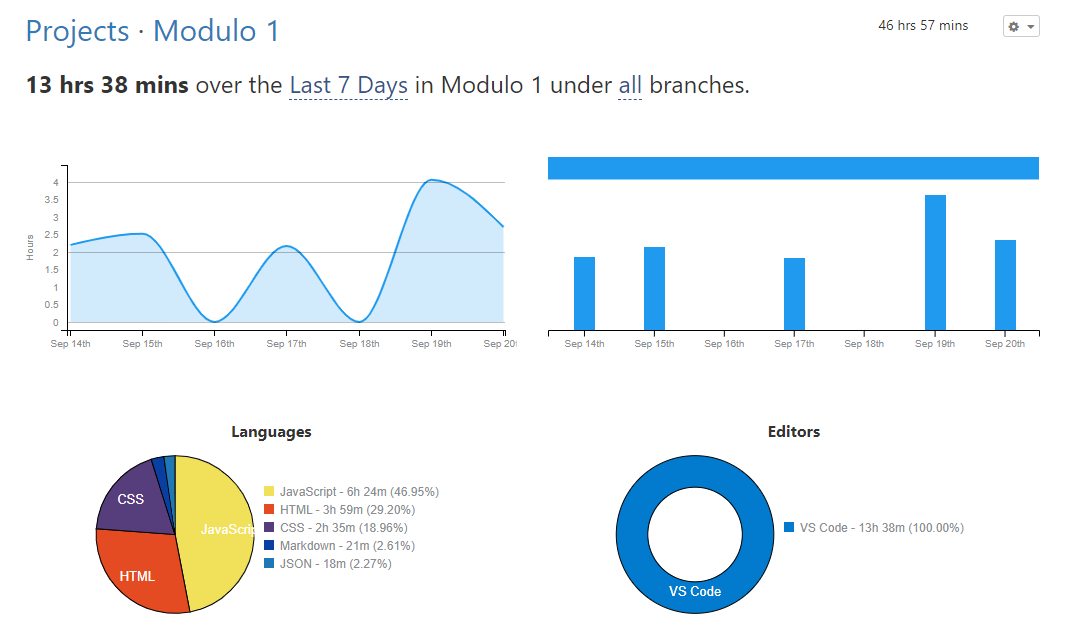 Projects · Modulo 1
46 hrs 57 mins
13 hrs 38 mins over the Last 7 Days in Modulo 1 under all branches.
Hours
4
3.5
3
2.5
2
1.5
1
0.5
0
Sep 14th Sep 15th Sep 16th Sep 17th Sep 18th Sep 19th Sep 20t
Sep 14th Sep 15th Sep 16th Sep 17th Sep 18th Sep 19th Sep 20th
Languages
CSS
JavaScrip
HTML
JavaScript - 6h 24m (46.95%)
HTML - 3h 59m (29.20%)
CSS - 2h 35m (18.96%)
Markdown - 21m (2.61%)
JSON - 18m (2.27%)
Editors
VS Code
VS Code - 13h 38m (100.00%)